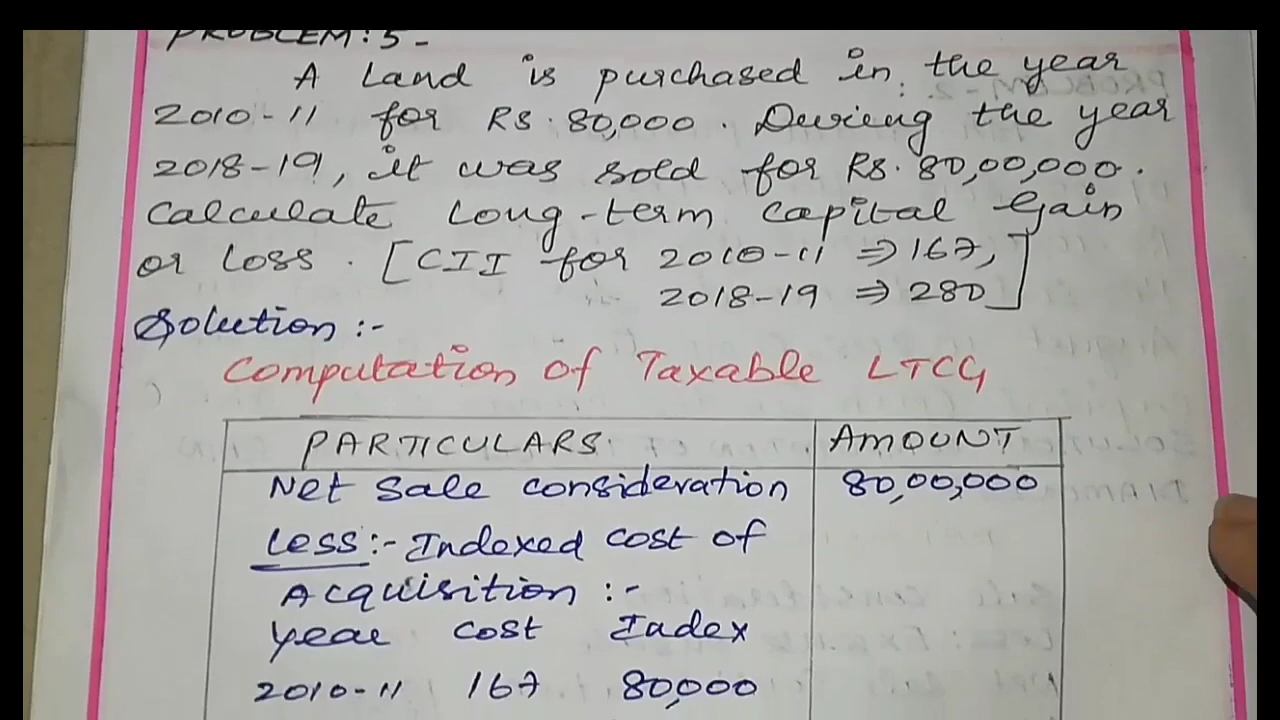 PROBLEM:5-
A Land is purchased in the year
2010-11 for RS.80,000. During the year
2018-19, it was sold for Rs.80,00,000.
Calculate Long-term capital Gain
or Loss. [CII for 2010-11 ⇒ 167,
2018-19 ⇒ 280]
Solution :-
Computation of Taxable LTCG
PARTICULARS AMOUNT
Net Sale consideration 80,00,000
Less:- Indexed cost of
Acquisition :-
year cost Index
2010-11 167 80,000